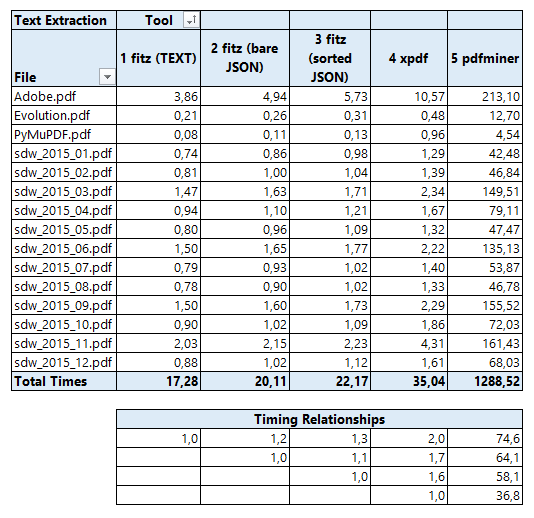 Text Extraction Tool
File 1 fitz (TEXT) 2 fitz (bare JSON) 3 fitz (sorted JSON) 4 xpdf 5 pdfminer
Adobe.pdf 3,86 4,94 5,73 10,57 213,10
Evolution.pdf 0,21 0,26 0,31 0,48 12,70
PyMuPDF.pdf 0,08 0,11 0,13 0,96 4,54
sdw_2015_01.pdf 0,74 0,86 0,98 1,29 42,48
sdw_2015_02.pdf 0,81 1,00 1,04 1,39 46,84
sdw_2015_03.pdf 1,47 1,63 1,71 2,34 149,51
sdw_2015_04.pdf 0,94 1,10 1,21 1,67 79,11
sdw_2015_05.pdf 0,80 0,96 1,09 1,32 47,47
sdw_2015_06.pdf 1,50 1,65 1,77 2,22 135,13
sdw_2015_07.pdf 0,79 0,93 1,02 1,40 53,87
sdw_2015_08.pdf 0,78 0,90 1,02 1,33 46,78
sdw_2015_09.pdf 1,50 1,60 1,73 2,29 155,52
sdw_2015_10.pdf 0,90 1,02 1,09 1,86 72,03
sdw_2015_11.pdf 2,03 2,15 2,23 4,31 161,43
sdw_2015_12.pdf 0,88 1,02 1,12 1,61 68,03
Total Times 17,28 20,11 22,17 35,04 1288,52
Timing Relationships
1,0 1,2 1,3 2,0 74,6
1,0 1,1 1,7 64,1
1,0 1,6 58,1
1,0 36,8